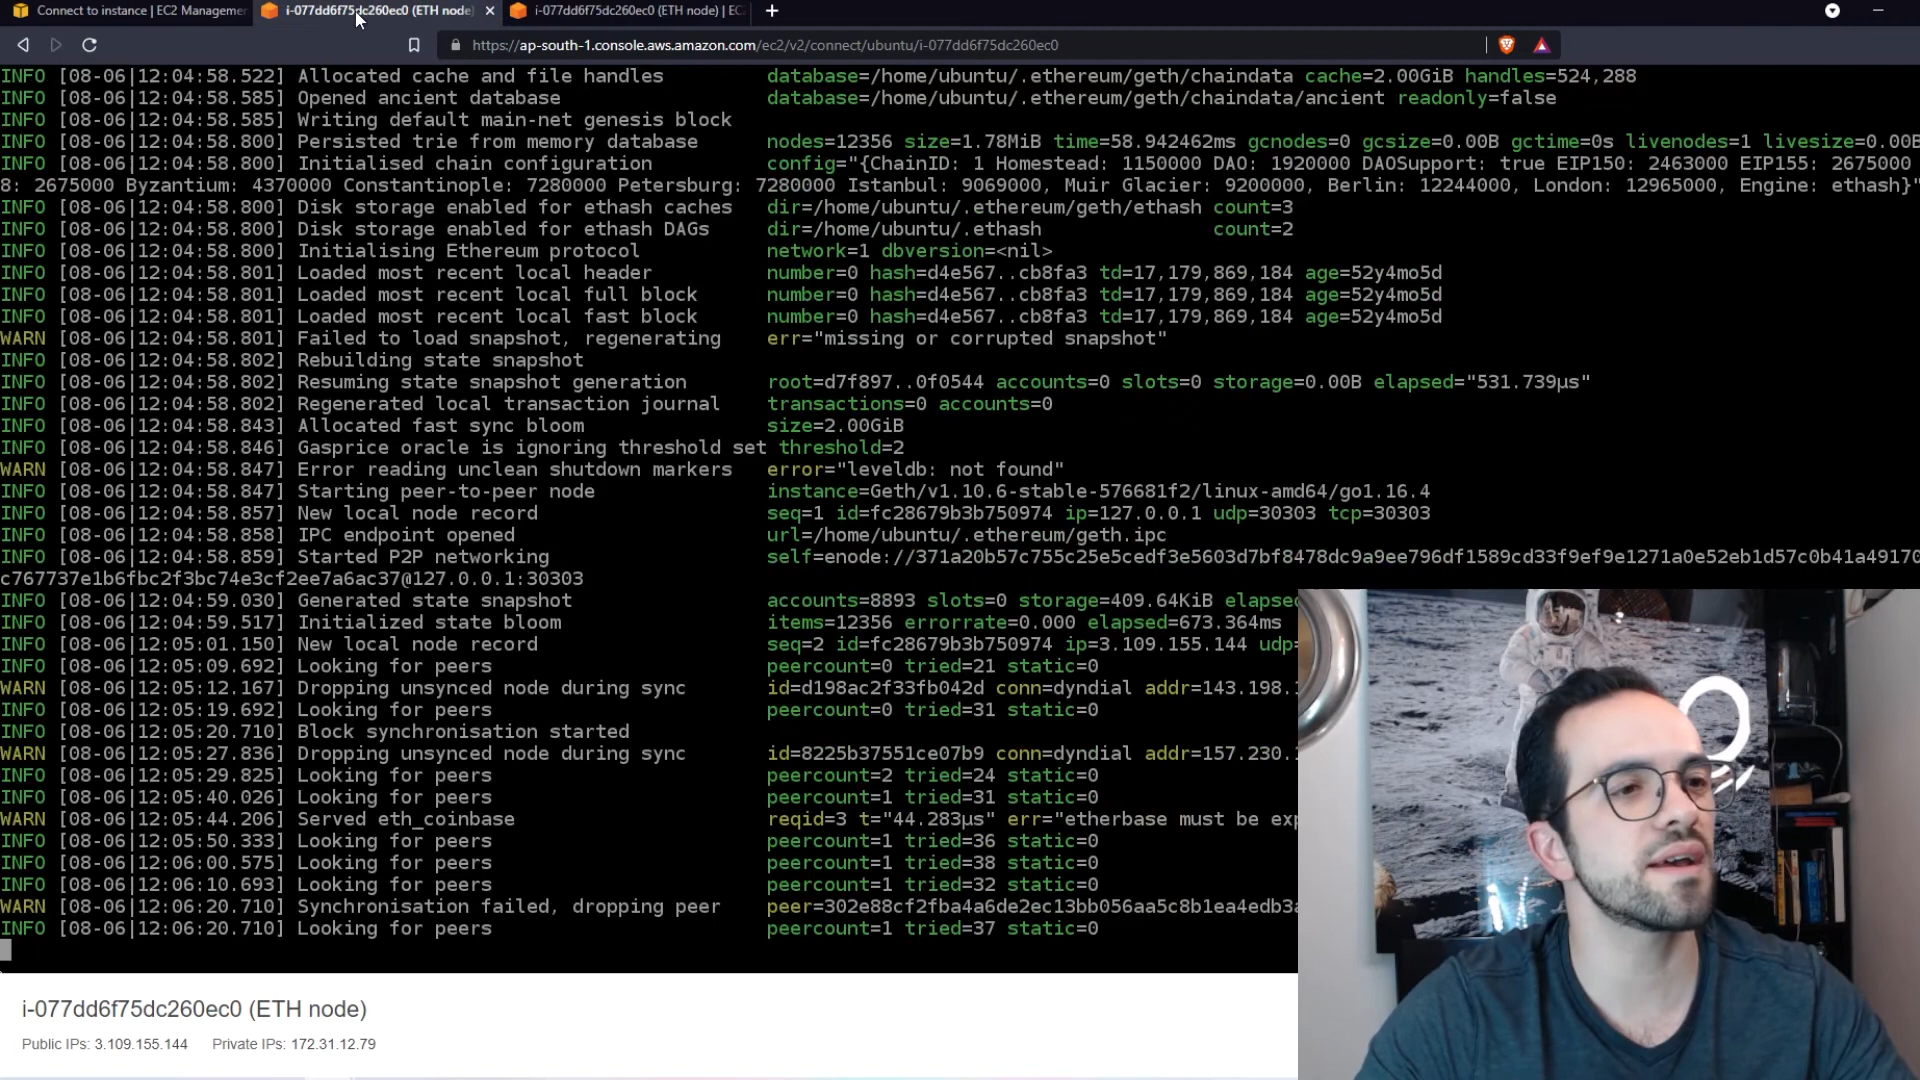 Connect to instance | EC2 Manageme
i-077dd6f75dc260ec0 (ETH node)
i-077dd6f75dc260ec0 (ETH node) | EC
https://ap-south-1.console.aws.amazon.com/ec2/v2/connect/ubuntu/i-077dd6f75dc260ec0
INFO [08-06|12:04:58.522] Allocated cache and file handles database=/home/ubuntu/.ethereum/geth/chaindata cache=2.00GiB handles=524,288
INFO [08-06|12:04:58.585] Opened ancient database database=/home/ubuntu/.ethereum/geth/chaindata/ancient readonly=false
INFO [08-06|12:04:58.585] Writing default main-net genesis block
INFO [08-06|12:04:58.800] Persisted trie from memory database nodes=12356 size=1.78MiB time=58.942462ms gcnodes=0 gcsize=0.00B gctime=0s livenodes=1 livesize=0.00B
INFO [08-06|12:04:58.800] Initialised chain configuration config="{ChainID: 1 Homestead: 1150000 DAO: 1920000 DAOSupport: true EIP150: 2463000 EIP155: 2675000
8: 2675000 Byzantium: 4370000 Constantinople: 7280000 Petersburg: 7280000 Istanbul: 9069000, Muir Glacier: 9200000, Berlin: 12244000, London: 12965000, Engine: ethash}"
INFO [08-06|12:04:58.800] Disk storage enabled for ethash caches dir=/home/ubuntu/.ethereum/geth/ethash count=3
INFO [08-06|12:04:58.800] Disk storage enabled for ethash DAGs dir=/home/ubuntu/.ethash count=2
INFO [08-06|12:04:58.800] Initialising Ethereum protocol network=1 dbversion=<nil>
INFO [08-06|12:04:58.801] Loaded most recent local header number=0 hash=d4e567..cb8fa3 td=17,179,869,184 age=52y4mo5d
INFO [08-06|12:04:58.801] Loaded most recent local full block number=0 hash=d4e567..cb8fa3 td=17,179,869,184 age=52y4mo5d
INFO [08-06|12:04:58.801] Loaded most recent local fast block number=0 hash=d4e567..cb8fa3 td=17,179,869,184 age=52y4mo5d
WARN [08-06|12:04:58.801] Failed to load snapshot, regenerating err="missing or corrupted snapshot"
INFO [08-06|12:04:58.802] Rebuilding state snapshot
INFO [08-06|12:04:58.802] Resuming state snapshot generation root=d7f897..0f0544 accounts=0 slots=0 storage=0.00B elapsed="531.739µs"
INFO [08-06|12:04:58.802] Regenerated local transaction journal transactions=0 accounts=0
INFO [08-06|12:04:58.843] Allocated fast sync bloom size=2.00GiB
INFO [08-06|12:04:58.846] Gasprice oracle is ignoring threshold set threshold=2
WARN [08-06|12:04:58.847] Error reading unclean shutdown markers error="leveldb: not found"
INFO [08-06|12:04:58.847] Starting peer-to-peer node instance=Geth/v1.10.6-stable-576681f2/linux-amd64/go1.16.4
INFO [08-06|12:04:58.857] New local node record seq=1 id=fc28679b3b750974 ip=127.0.0.1 udp=30303 tcp=30303
INFO [08-06|12:04:58.858] IPC endpoint opened url=/home/ubuntu/.ethereum/geth.ipc
INFO [08-06|12:04:58.859] Started P2P networking self=enode://371a20b57c755c25e5cedf3e5603d7bf8478dc9a9ee796df1589cd33f9ef9e1271a0e52eb1d57c0b41a49170
c767737e1b6fbc2f3bc74e3cf2ee7a6ac37@127.0.0.1:30303
INFO [08-06|12:04:59.030] Generated state snapshot accounts=8893 slots=0 storage=409.64KiB elapsed
INFO [08-06|12:04:59.517] Initialized state bloom items=12356 errorrate=0.000 elapsed=673.364ms
INFO [08-06|12:05:01.150] New local node record seq=2 id=fc28679b3b750974 ip=3.109.155.144 udp=
INFO [08-06|12:05:09.692] Looking for peers peercount=0 tried=21 static=0
WARN [08-06|12:05:12.167] Dropping unsynced node during sync id=d198ac2f33fb042d conn=dyndial addr=143.198.1
INFO [08-06|12:05:19.692] Looking for peers peercount=0 tried=31 static=0
INFO [08-06|12:05:20.710] Block synchronisation started
WARN [08-06|12:05:27.836] Dropping unsynced node during sync id=8225b37551ce07b9 conn=dyndial addr=157.230.
INFO [08-06|12:05:29.825] Looking for peers peercount=2 tried=24 static=0
INFO [08-06|12:05:40.026] Looking for peers peercount=1 tried=31 static=0
WARN [08-06|12:05:44.206] Served eth_coinbase reqid=3 t="44.283µs" err="etherbase must be exp
INFO [08-06|12:05:50.333] Looking for peers peercount=1 tried=36 static=0
INFO [08-06|12:06:00.575] Looking for peers peercount=1 tried=38 static=0
INFO [08-06|12:06:10.693] Looking for peers peercount=1 tried=32 static=0
WARN [08-06|12:06:20.710] Synchronisation failed, dropping peer peer=302e88cf2fba4a6de2ec13bb056aa5c8b1ea4edb3a
INFO [08-06|12:06:20.710] Looking for peers peercount=1 tried=37 static=0
i-077dd6f75dc260ec0 (ETH node)
Public IPs: 3.109.155.144 Private IPs: 172.31.12.79